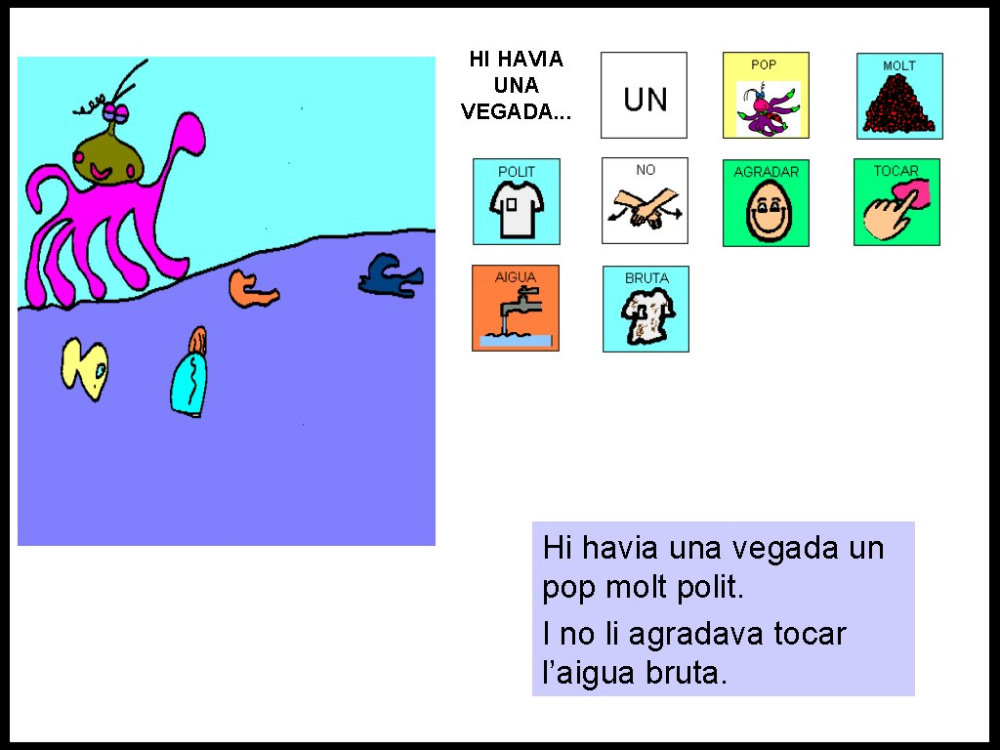 HI HAVIA
UNA
VEGADA...
UN
POP
MOLT
POLIT
NO
AGRADAR
TOCAR
AIGUA
BRUTA
Hi havia una vegada un
pop molt polit.
I no li agradava tocar
l’aigua bruta.